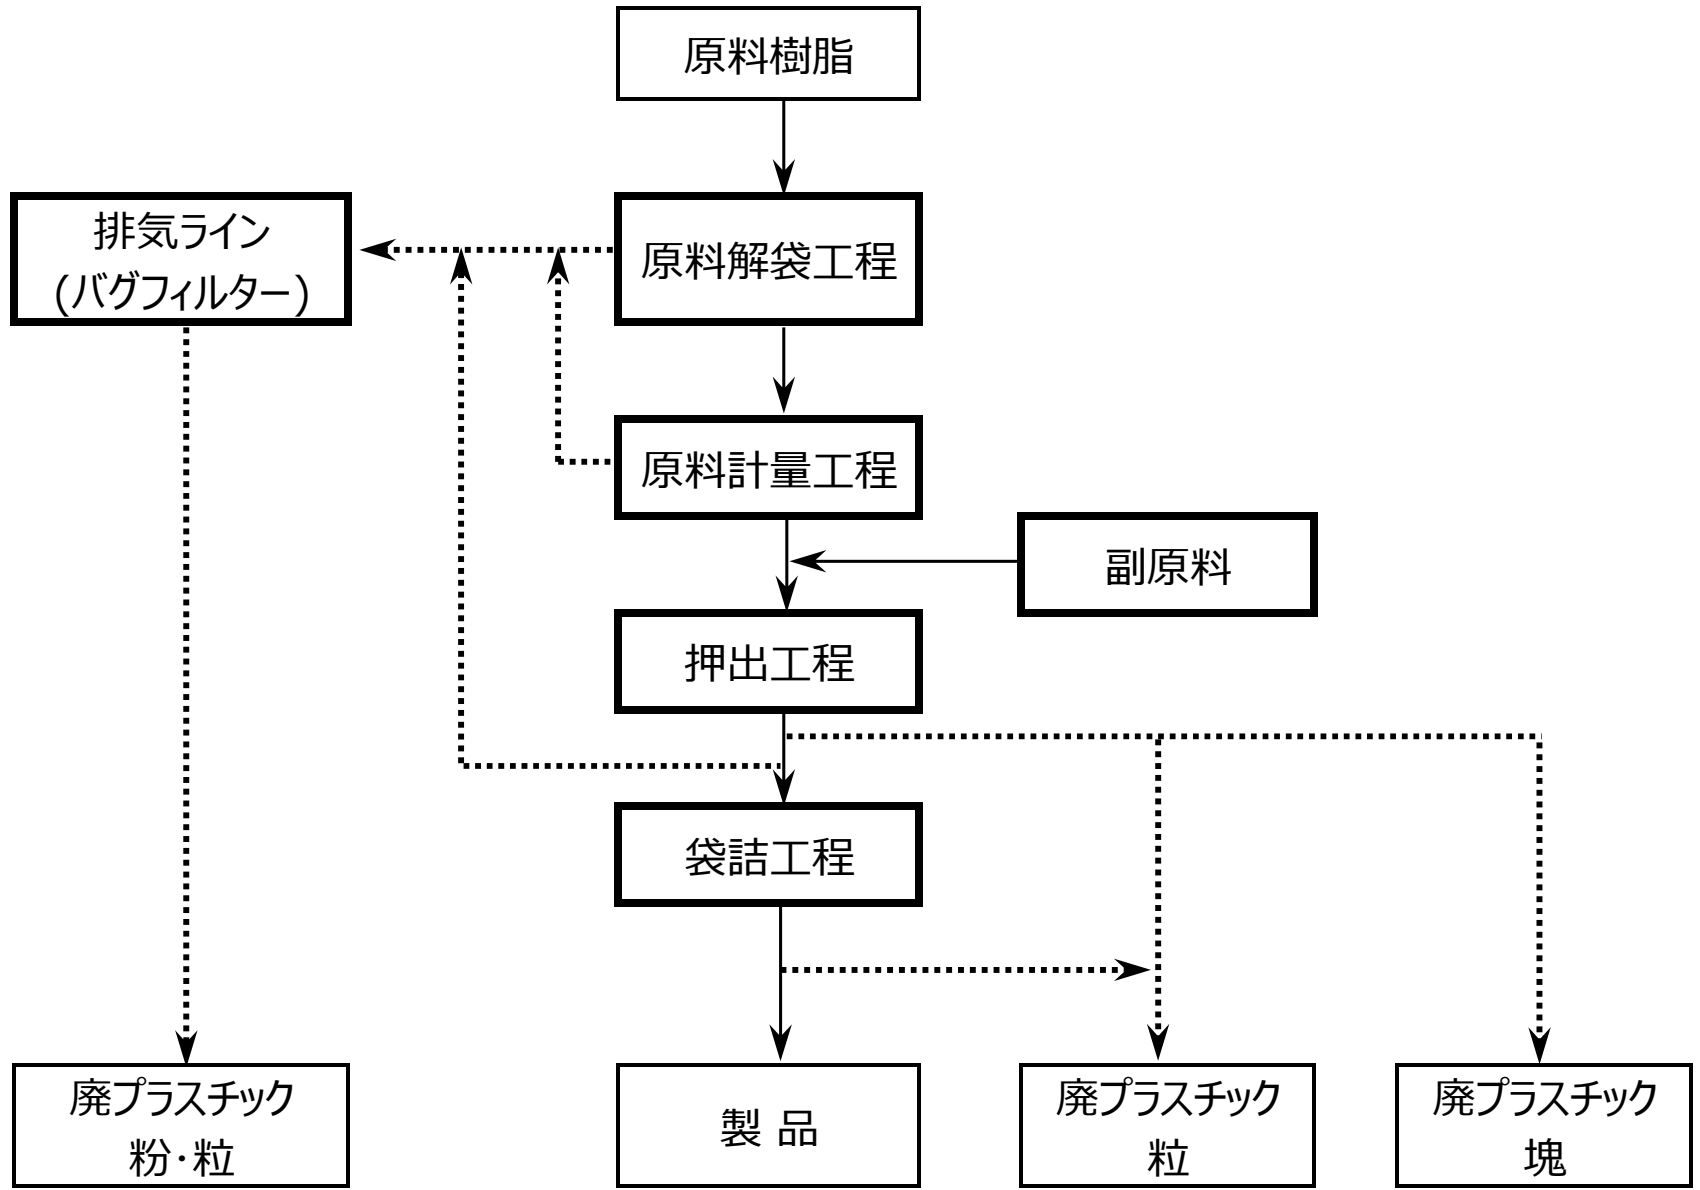 原料樹脂
排気ライン
(バグフィルター)
原料解袋工程
原料計量工程
副原料
押出工程
袋詰工程
廃プラスチック
粉・粒
製 品
廃プラスチック
粒
廃プラスチック
塊